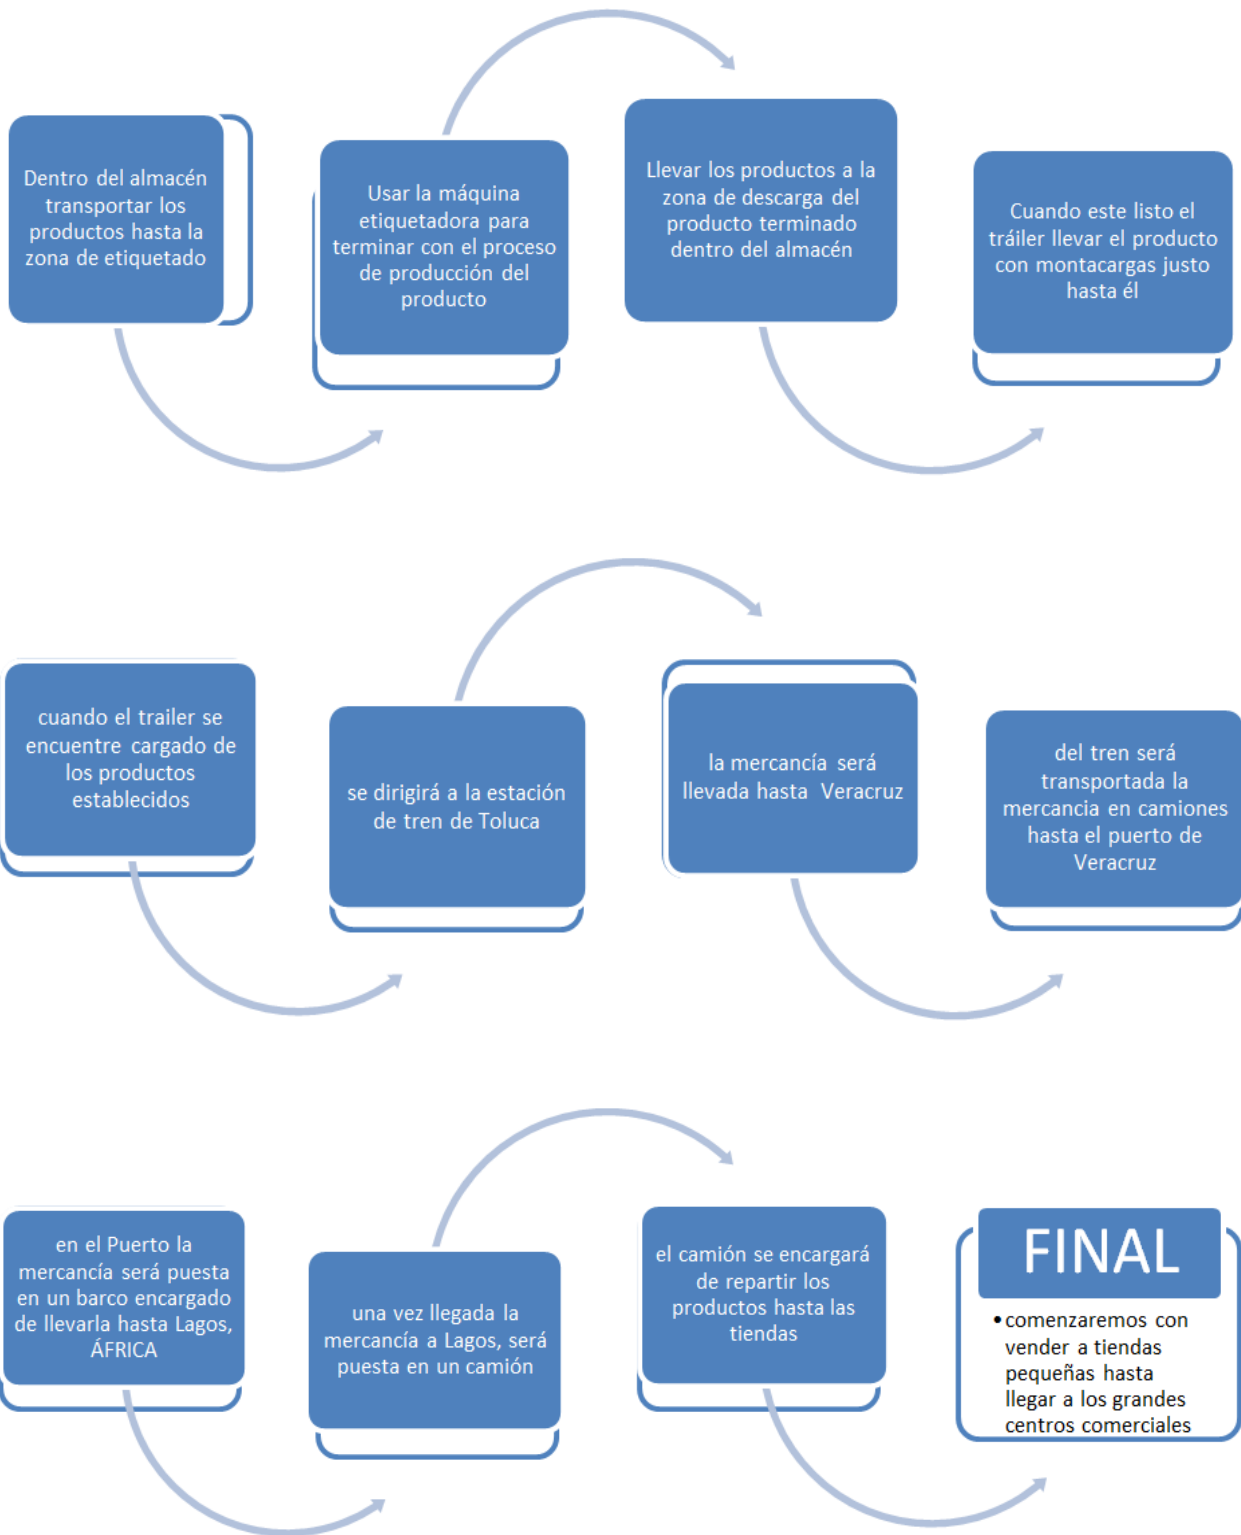 Dentro del almacén
transportar los
productos hasta la
zona de etiquetado
Usar la máquina
etiquetadora para
terminar con el proceso
de producción del
producto
Llevar los productos a la
zona de descarga del
producto terminado
dentro del almacén
Cuando este listo el
tráiler llevar el producto
con montacargas justo
hasta él
cuando el trailer se
encuentre cargado de
los productos
establecidos
se dirigirá a la estación
de tren de Toluca
la mercancía será
llevada hasta Veracruz
del tren será
transportada la
mercancia en camiones
hasta el puerto de
Veracruz
en el Puerto la
mercancía será puesta
en un barco encargado
de llevarla hasta Lagos,
ÁFRICA
una vez llegada la
mercancía a Lagos, será
puesta en un camión
el camión se encargará
de repartir los
productos hasta las
tiendas
FINAL
• comenzaremos con
vender a tiendas
pequeñas hasta
llegar a los grandes
centros comerciales